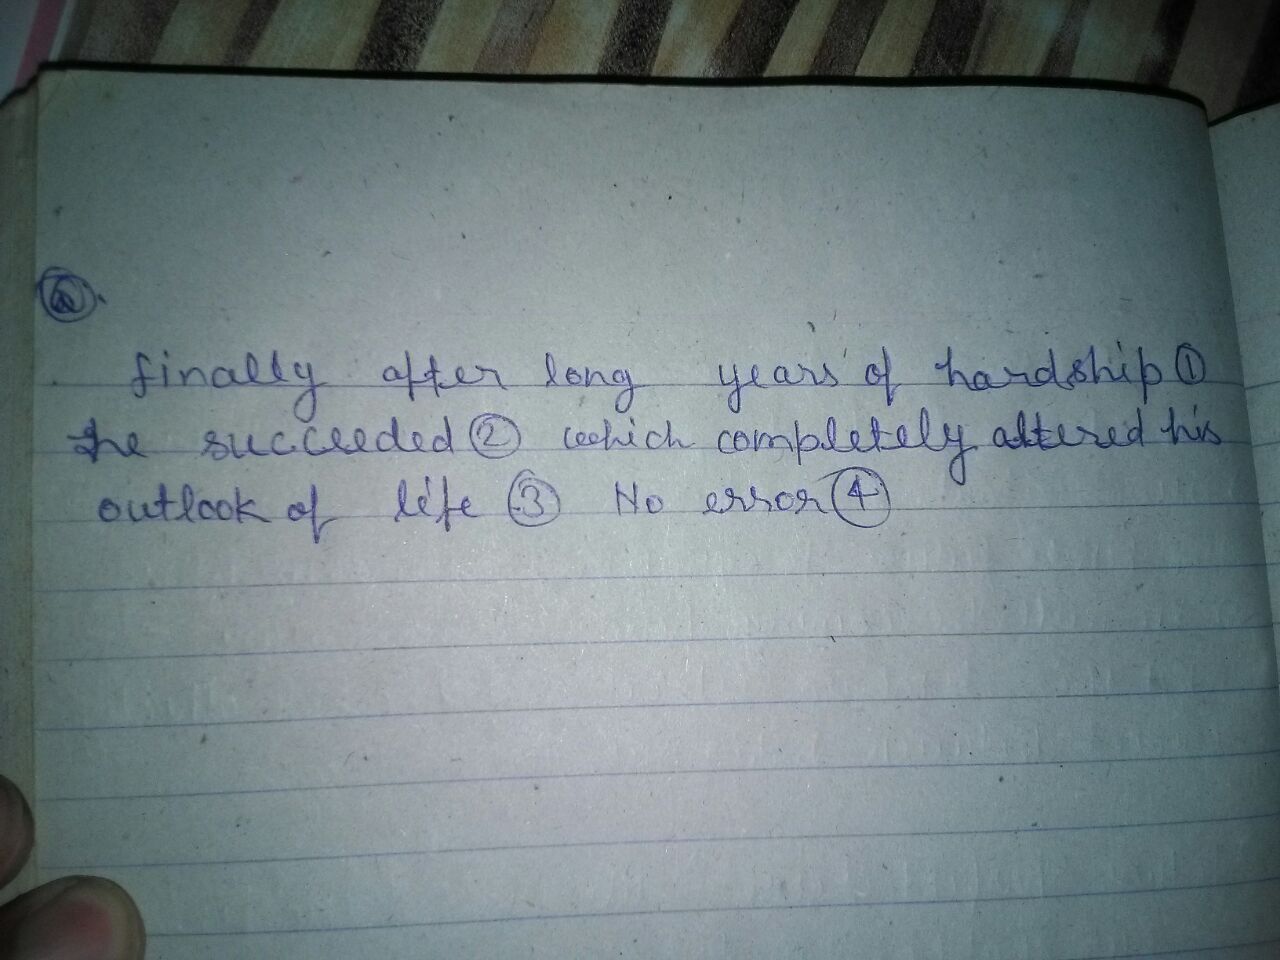 Q.
finally after long years of hardship ①
he succeeded ② which completely altered his
outlook of life ③ No error ④